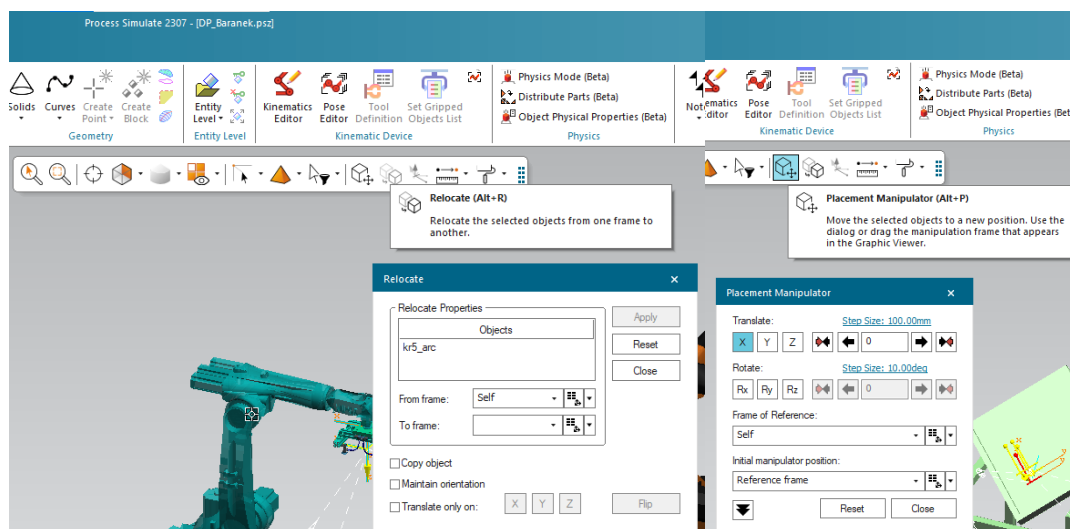 Process Simulate 2307 - [DP_Baranek.psz]
Solids
Curves
Create
Point
Create
Block
Entity
Level
Kinematics
Editor
Pose
Editor
Tool
Definition
Set Gripped
Objects List
Physics Mode (Beta)
Distribute Parts (Beta)
Object Physical Properties (Beta)
Geometry
Entity Level
Kinematic Device
Physics
Relocate (Alt+R)
Relocate the selected objects from one frame to
another.
Relocate
Relocate Properties
Objects
kr5_arc
From frame:
Self
To frame:
Copy object
Maintain orientation
Translate only on:
X
Y
Z
Flip
Apply
Reset
Close
Not
ematics
ditor
Pose
Editor
Tool
Definition
Set Gripped
Objects List
Physics Mode (Beta)
Distribute Parts (Beta)
Object Physical Properties (Bet
Kinematic Device
Physics
Placement Manipulator (Alt+P)
Move the selected objects to a new position. Use the
dialog or drag the manipulation frame that appears
in the Graphic Viewer.
Placement Manipulator
Translate:
Step Size: 100.00mm
X
Y
Z
0
Rotate:
Step Size: 10.00deg
Rx
Ry
Rz
0
Frame of Reference:
Self
Initial manipulator position:
Reference frame
Reset
Close